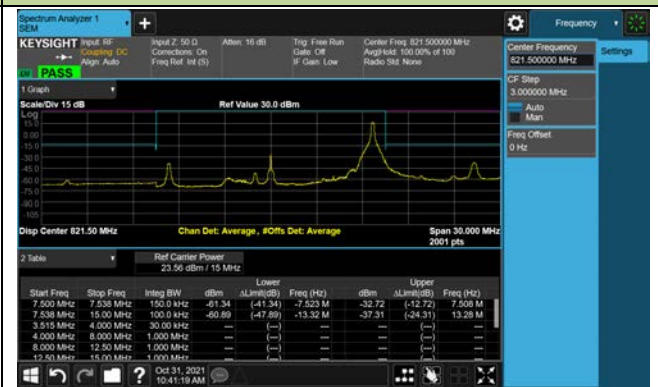 Spectrum Analyzer 1
SEM
+
Frequency
KEYSIGHT Input: RF Input Z: 50 Ω Atten: 16 dB Trig: Free Run Center Freq: 821.500000 MHz
Coupling: DC Corrections: On Gate: Off Avg|Hold: 100.00% of 100
Align: Auto Freq Ref: Int (S) IF Gain: Low Radio Std: None
PASS
Center Frequency
821.500000 MHz
Settings
CF Step
3.000000 MHz
Auto
Man
Freq Offset
0 Hz
1 Graph
Scale/Div 15 dB Ref Value 30.0 dBm
Log
15.0
0.00
-15.0
-30.0
-45.0
-60.0
-75.0
-90.0
-105
Disp Center 821.50 MHz Chan Det: Average, #Offs Det: Average Span 30.000 MHz
2001 pts
2 Table Ref Carrier Power
23.56 dBm / 15 MHz
Lower Upper
Start Freq Stop Freq Integ BW dBm ΔLimit(dB) Freq (Hz) dBm ΔLimit(dB) Freq (Hz)
7.500 MHz 7.538 MHz 150.0 kHz -61.34 (-41.34) -7.523 M -32.72 (-12.72) 7.508 M
7.538 MHz 15.00 MHz 100.0 kHz -60.89 (-47.89) -13.32 M -37.31 (-24.31) 13.28 M
3.515 MHz 4.000 MHz 30.00 kHz --- (---) --- --- (---) ---
4.000 MHz 8.000 MHz 1.000 MHz --- (---) --- --- (---) ---
8.000 MHz 12.50 MHz 1.000 MHz --- (---) --- --- (---) ---
12.50 MHz 15.00 MHz 1.000 MHz --- (---) --- --- (---) ---
? Oct 31, 2021
10:41:19 AM